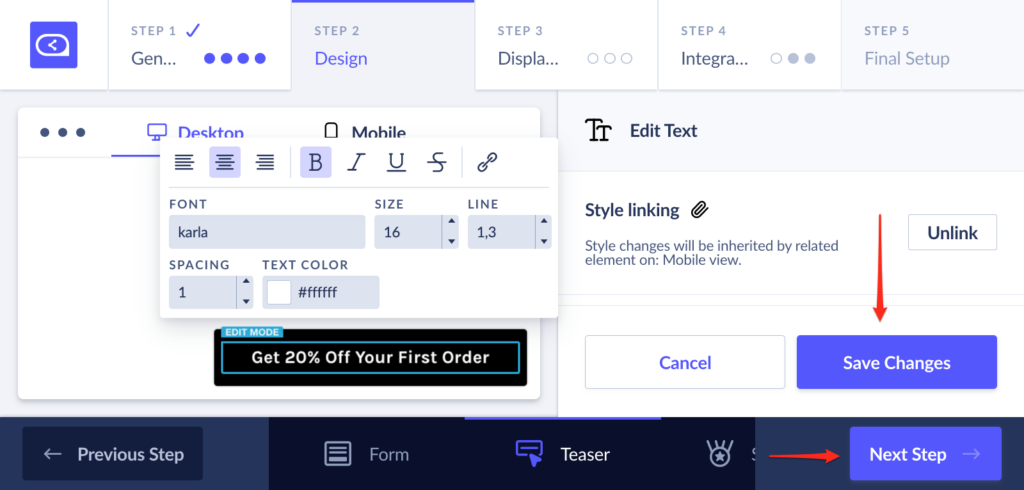 STEP 1
Gen...
STEP 2
Design
STEP 3
Displa...
STEP 4
Integra...
STEP 5
Final Setup
Desktop
Mobile
B I U S
FONT
SIZE
LINE
karla
16
1,3
SPACING
TEXT COLOR
1
#ffffff
EDIT MODE
Get 20% Off Your First Order
Edit Text
Style linking
Style changes will be inherited by related
element on: Mobile view.
Unlink
Cancel
Save Changes
Previous Step
Form
Teaser
Next Step